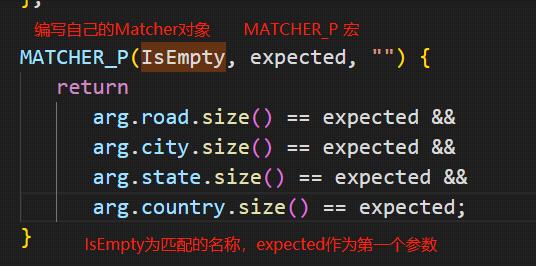 };
编写自己的Matcher对象 MATCHER_P 宏
MATCHER_P(IsEmpty, expected, "") {
return
arg.road.size() == expected &&
arg.city.size() == expected &&
arg.state.size() == expected &&
arg.country.size() == expected;
}
IsEmpty为匹配的名称，expected作为第一个参数